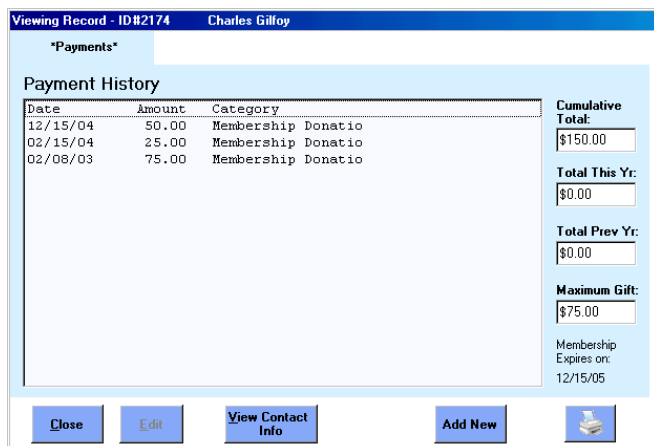 Viewing Record - ID#2174 Charles Gilfoy
*Payments*
Payment History
Date Amount Category
12/15/04 50.00 Membership Donatio
02/15/04 25.00 Membership Donatio
02/08/03 75.00 Membership Donatio
Cumulative
Total:
$150.00
Total This Yr:
$0.00
Total Prev Yr:
$0.00
Maximum Gift:
$75.00
Membership
Expires on:
12/15/05
Close
Edit
View Contact
Info
Add New